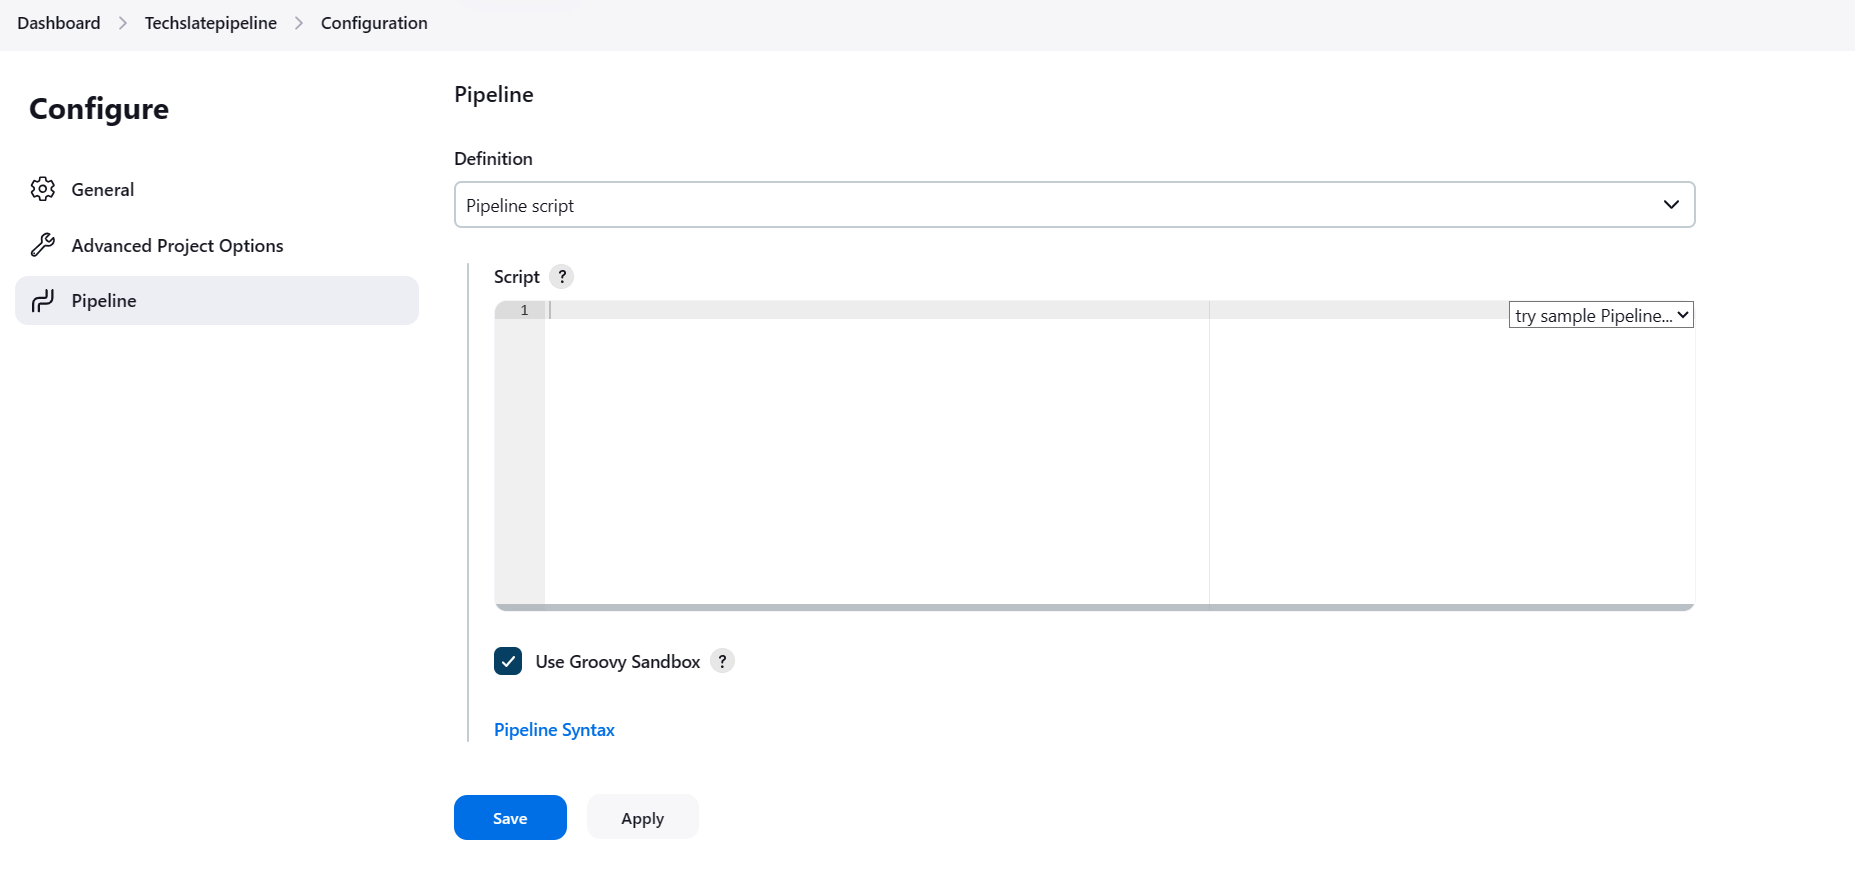 Dashboard > Techslatepipeline > Configuration
Configure
General
Advanced Project Options
Pipeline
Pipeline
Definition
Pipeline script
Script ?
1
try sample Pipeline...
Use Groovy Sandbox ?
Pipeline Syntax
Save
Apply